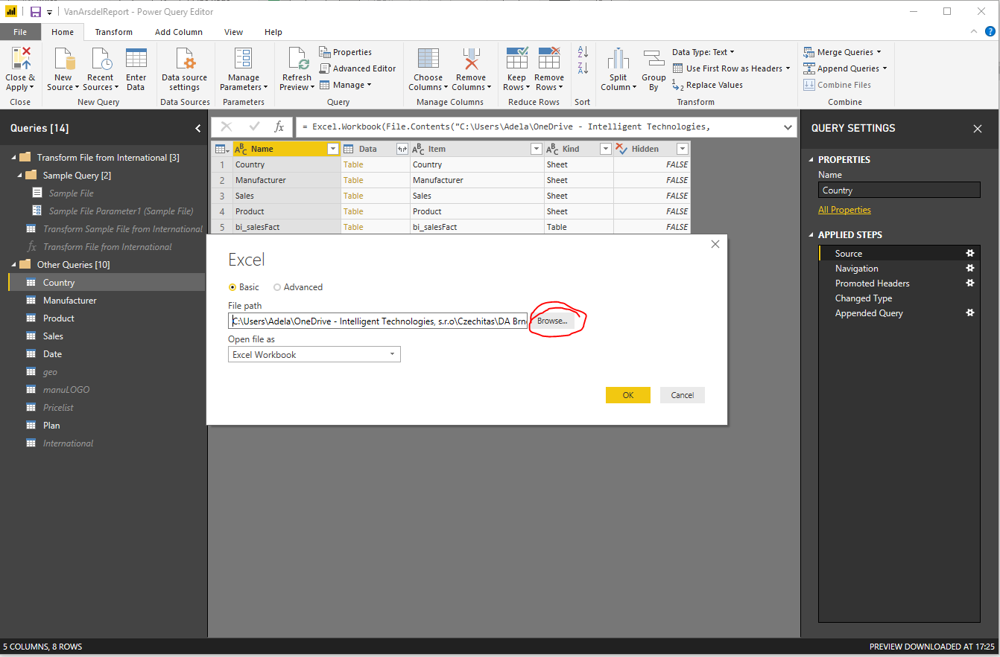 VanArsdelReport - Power Query Editor
File Home Transform Add Column View Help
Close & Apply
Close
New Source
Recent Sources
Enter Data
New Query
Data source settings
Data Sources
Manage Parameters
Parameters
Refresh Preview
Properties
Advanced Editor
Manage
Query
Choose Columns
Remove Columns
Manage Columns
Keep Rows
Remove Rows
Reduce Rows
Sort
Split Column
Group By
Data Type: Text
Use First Row as Headers
Replace Values
Transform
Merge Queries
Append Queries
Combine Files
Combine
Queries [14]
Transform File from International [3]
Sample Query [2]
Sample File
Sample File Parameter1 (Sample File)
Transform Sample File from International
fx Transform File from International
Other Queries [10]
Country
Manufacturer
Product
Sales
Date
geo
manuLOGO
Pricelist
Plan
International
fx = Excel.Workbook(File.Contents("C:\Users\Adela\OneDrive - Intelligent Technologies,
ABC Name Data ABC Item ABC Kind Hidden
1 Country Table Country Sheet FALSE
2 Manufacturer Table Manufacturer Sheet FALSE
3 Sales Table Sales Sheet FALSE
4 Product Table Product Sheet FALSE
5 bi_salesFact Table bi_salesFact Table FALSE
Excel
Basic Advanced
File path
C:\Users\Adela\OneDrive - Intelligent Technologies, s.r.o\Czechitas\DA Brn
Browse...
Open file as
Excel Workbook
OK Cancel
QUERY SETTINGS
PROPERTIES
Name
Country
All Properties
APPLIED STEPS
Source
Navigation
Promoted Headers
Changed Type
Appended Query
5 COLUMNS, 8 ROWS
PREVIEW DOWNLOADED AT 17:25